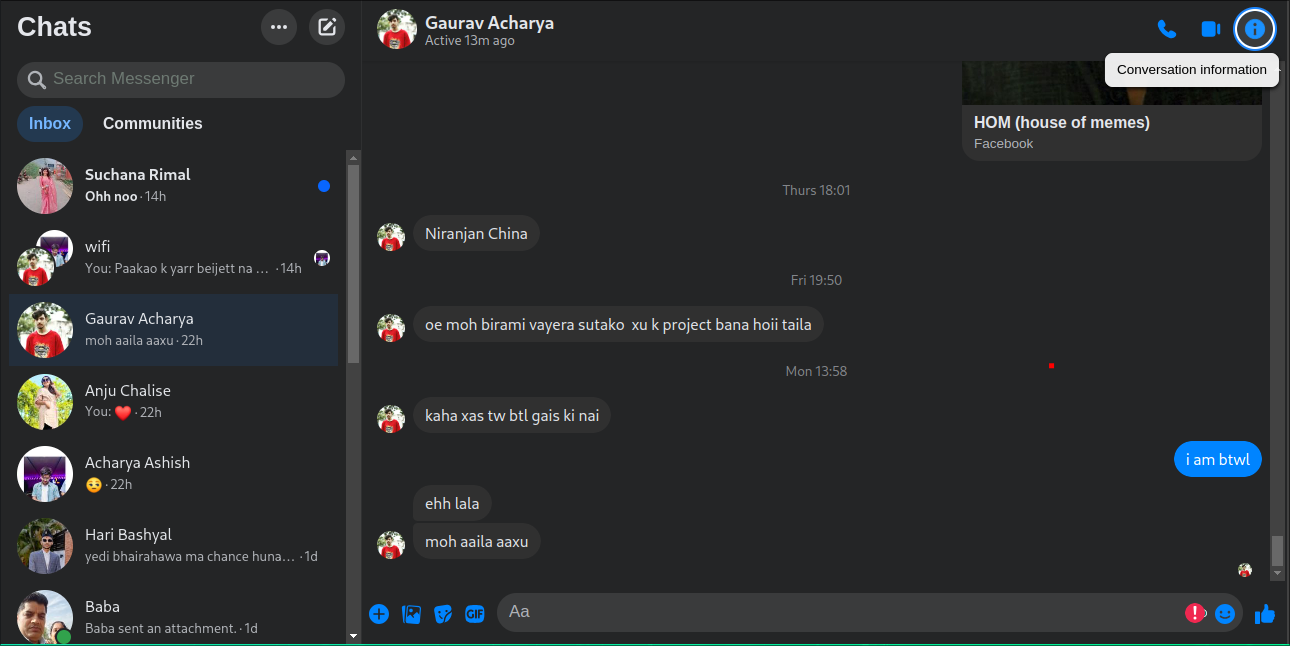 Chats
Search Messenger
Inbox
Communities
Suchana Rimal
Ohh noo · 14h
wifi
You: Paakao k yarr beijett na ... · 14h
Gaurav Acharya
moh aaila aaxu · 22h
Anju Chalise
You: ❤️ · 22h
Acharya Ashish
😒 · 22h
Hari Bashyal
yedi bhairahawa ma chance huna... · 1d
Baba
Baba sent an attachment. · 1d
Gaurav Acharya
Active 13m ago
Conversation information
HOM (house of memes)
Facebook
Thurs 18:01
Niranjan China
Fri 19:50
oe moh birami vayera sutako  xu k project bana hoii taila
Mon 13:58
kaha xas tw btl gais ki nai
i am btwl
ehh lala
moh aaila aaxu
GIF
Aa